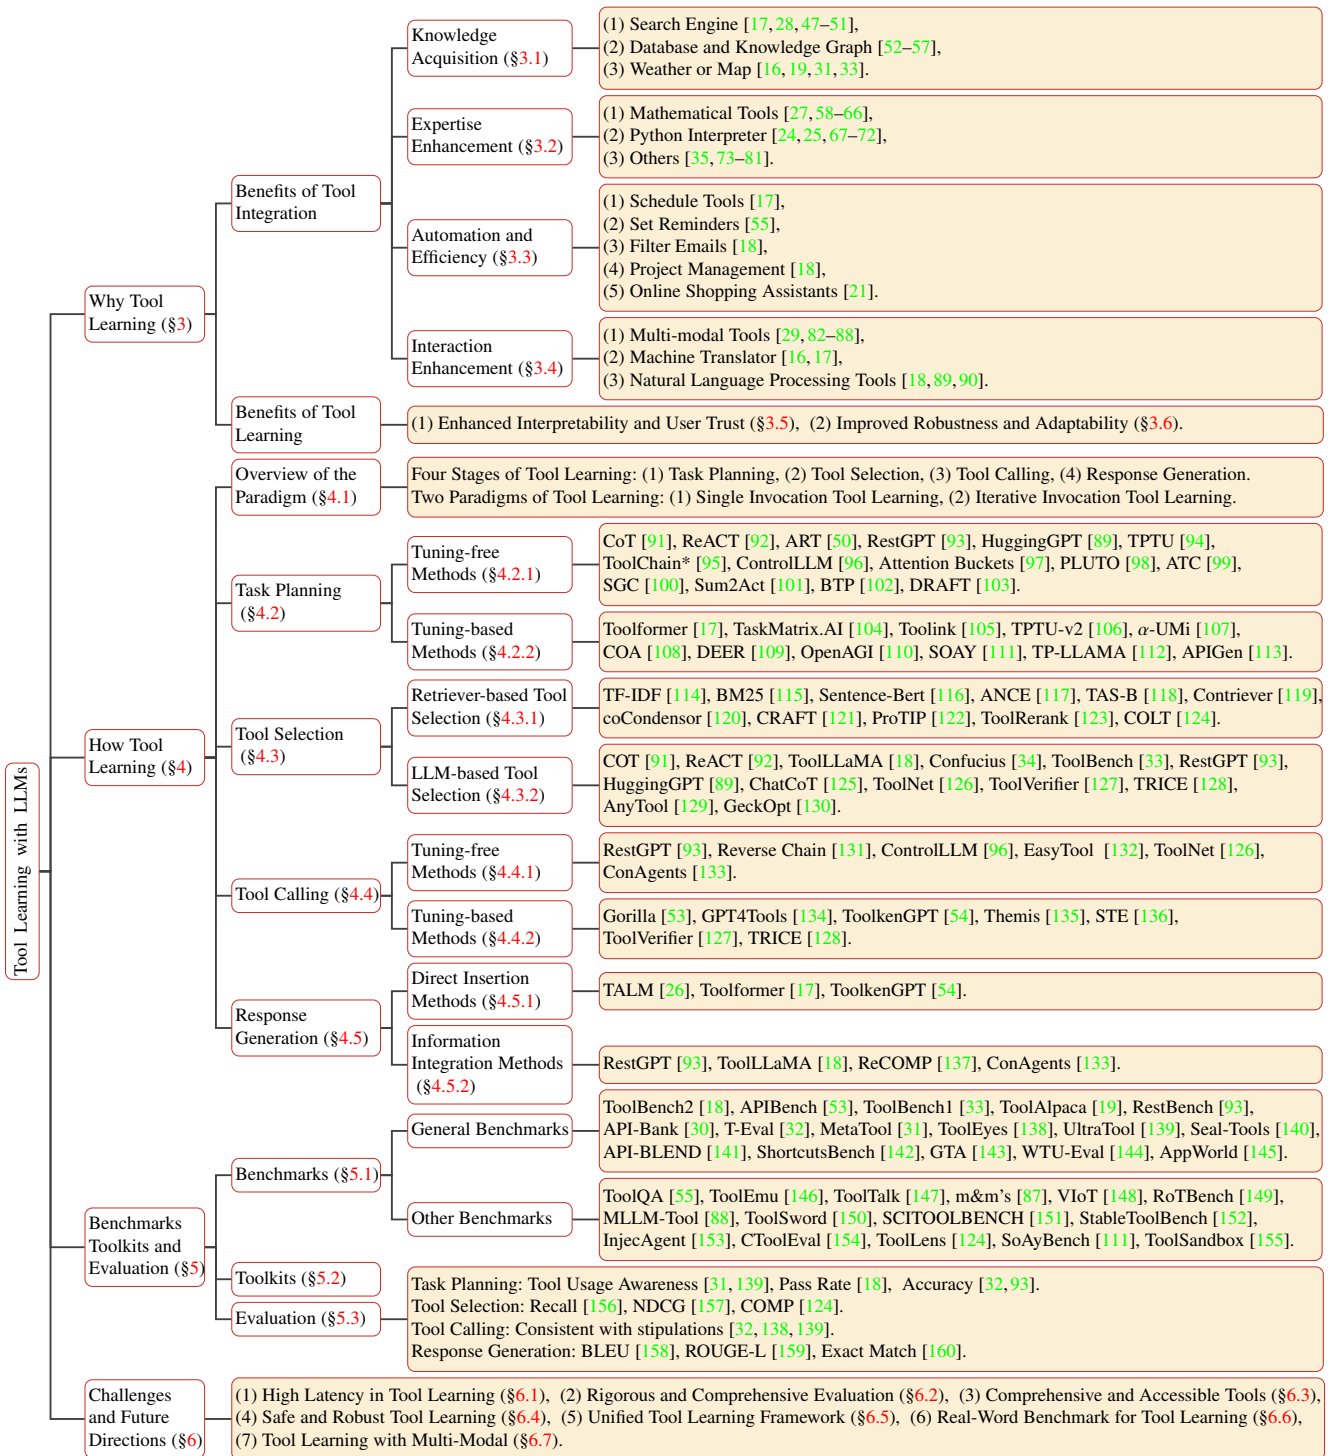 Tool Learning with LLMs
Why Tool
Learning (§3)
Benefits of Tool
Integration
Knowledge
Acquisition (§3.1)
(1) Search Engine [17, 28, 47–51],
(2) Database and Knowledge Graph [52–57],
(3) Weather or Map [16, 19, 31, 33].
Expertise
Enhancement (§3.2)
(1) Mathematical Tools [27, 58–66],
(2) Python Interpreter [24, 25, 67–72],
(3) Others [35, 73–81].
Automation and
Efficiency (§3.3)
(1) Schedule Tools [17],
(2) Set Reminders [55],
(3) Filter Emails [18],
(4) Project Management [18],
(5) Online Shopping Assistants [21].
Interaction
Enhancement (§3.4)
(1) Multi-modal Tools [29, 82–88],
(2) Machine Translator [16, 17],
(3) Natural Language Processing Tools [18, 89, 90].
Benefits of Tool
Learning
(1) Enhanced Interpretability and User Trust (§3.5), (2) Improved Robustness and Adaptability (§3.6).
How Tool
Learning (§4)
Overview of the
Paradigm (§4.1)
Four Stages of Tool Learning: (1) Task Planning, (2) Tool Selection, (3) Tool Calling, (4) Response Generation.
Two Paradigms of Tool Learning: (1) Single Invocation Tool Learning, (2) Iterative Invocation Tool Learning.
Task Planning
(§4.2)
Tuning-free
Methods (§4.2.1)
CoT [91], ReACT [92], ART [50], RestGPT [93], HuggingGPT [89], TPTU [94],
ToolChain* [95], ControlLLM [96], Attention Buckets [97], PLUTO [98], ATC [99],
SGC [100], Sum2Act [101], BTP [102], DRAFT [103].
Tuning-based
Methods (§4.2.2)
Toolformer [17], TaskMatrix.AI [104], Toolink [105], TPTU-v2 [106], α-UMi [107],
COA [108], DEER [109], OpenAGI [110], SOAY [111], TP-LLAMA [112], APIGen [113].
Tool Selection
(§4.3)
Retriever-based Tool
Selection (§4.3.1)
TF-IDF [114], BM25 [115], Sentence-Bert [116], ANCE [117], TAS-B [118], Contriever [119],
coCondensor [120], CRAFT [121], ProTIP [122], ToolRerank [123], COLT [124].
LLM-based Tool
Selection (§4.3.2)
COT [91], ReACT [92], ToolLLaMA [18], Confucius [34], ToolBench [33], RestGPT [93],
HuggingGPT [89], ChatCoT [125], ToolNet [126], ToolVerifier [127], TRICE [128],
AnyTool [129], GeckOpt [130].
Tool Calling (§4.4)
Tuning-free
Methods (§4.4.1)
RestGPT [93], Reverse Chain [131], ControlLLM [96], EasyTool [132], ToolNet [126],
ConAgents [133].
Tuning-based
Methods (§4.4.2)
Gorilla [53], GPT4Tools [134], ToolkenGPT [54], Themis [135], STE [136],
ToolVerifier [127], TRICE [128].
Response
Generation (§4.5)
Direct Insertion
Methods (§4.5.1)
TALM [26], Toolformer [17], ToolkenGPT [54].
Information
Integration Methods
(§4.5.2)
RestGPT [93], ToolLLaMA [18], ReCOMP [137], ConAgents [133].
Benchmarks
Toolkits and
Evaluation (§5)
Benchmarks (§5.1)
General Benchmarks
ToolBench2 [18], APIBench [53], ToolBench1 [33], ToolAlpaca [19], RestBench [93],
API-Bank [30], T-Eval [32], MetaTool [31], ToolEyes [138], UltraTool [139], Seal-Tools [140],
API-BLEND [141], ShortcutsBench [142], GTA [143], WTU-Eval [144], AppWorld [145].
Other Benchmarks
ToolQA [55], ToolEmu [146], ToolTalk [147], m&m's [87], VIoT [148], RoTBench [149],
MLLM-Tool [88], ToolSword [150], SCITOOLBENCH [151], StableToolBench [152],
InjecAgent [153], CToolEval [154], ToolLens [124], SoAyBench [111], ToolSandbox [155].
Toolkits (§5.2)
Evaluation (§5.3)
Task Planning: Tool Usage Awareness [31, 139], Pass Rate [18], Accuracy [32, 93].
Tool Selection: Recall [156], NDCG [157], COMP [124].
Tool Calling: Consistent with stipulations [32, 138, 139].
Response Generation: BLEU [158], ROUGE-L [159], Exact Match [160].
Challenges
and Future
Directions (§6)
(1) High Latency in Tool Learning (§6.1), (2) Rigorous and Comprehensive Evaluation (§6.2), (3) Comprehensive and Accessible Tools (§6.3),
(4) Safe and Robust Tool Learning (§6.4), (5) Unified Tool Learning Framework (§6.5), (6) Real-Word Benchmark for Tool Learning (§6.6),
(7) Tool Learning with Multi-Modal (§6.7).